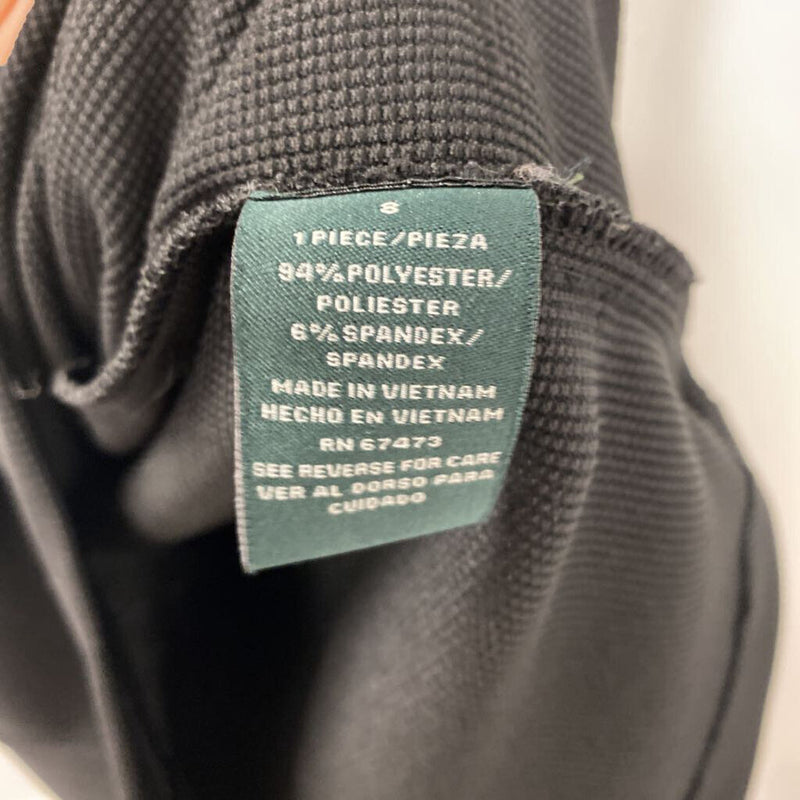 S
1 PIECE/PIEZA
94% POLYESTER/
POLIESTER
6% SPANDEX/
SPANDEX
MADE IN VIETNAM
HECHO EN VIETNAM
RN 67473
SEE REVERSE FOR CARE
VER AL DORSO PARA
CUIDADO